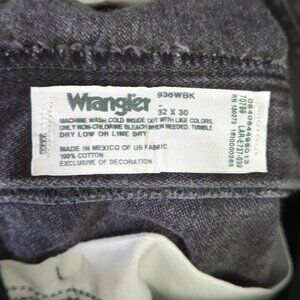 Wrangler
936WBK
32 X 30
MACHINE WASH COLD INSIDE OUT WITH LIKE COLORS,
ONLY NON-CHLORINE BLEACH WHEN NEEDED, TUMBLE
DRY LOW OR LINE DRY
MADE IN MEXICO OF US FABRIC
100% COTTON
EXCLUSIVE OF DECORATION
70789